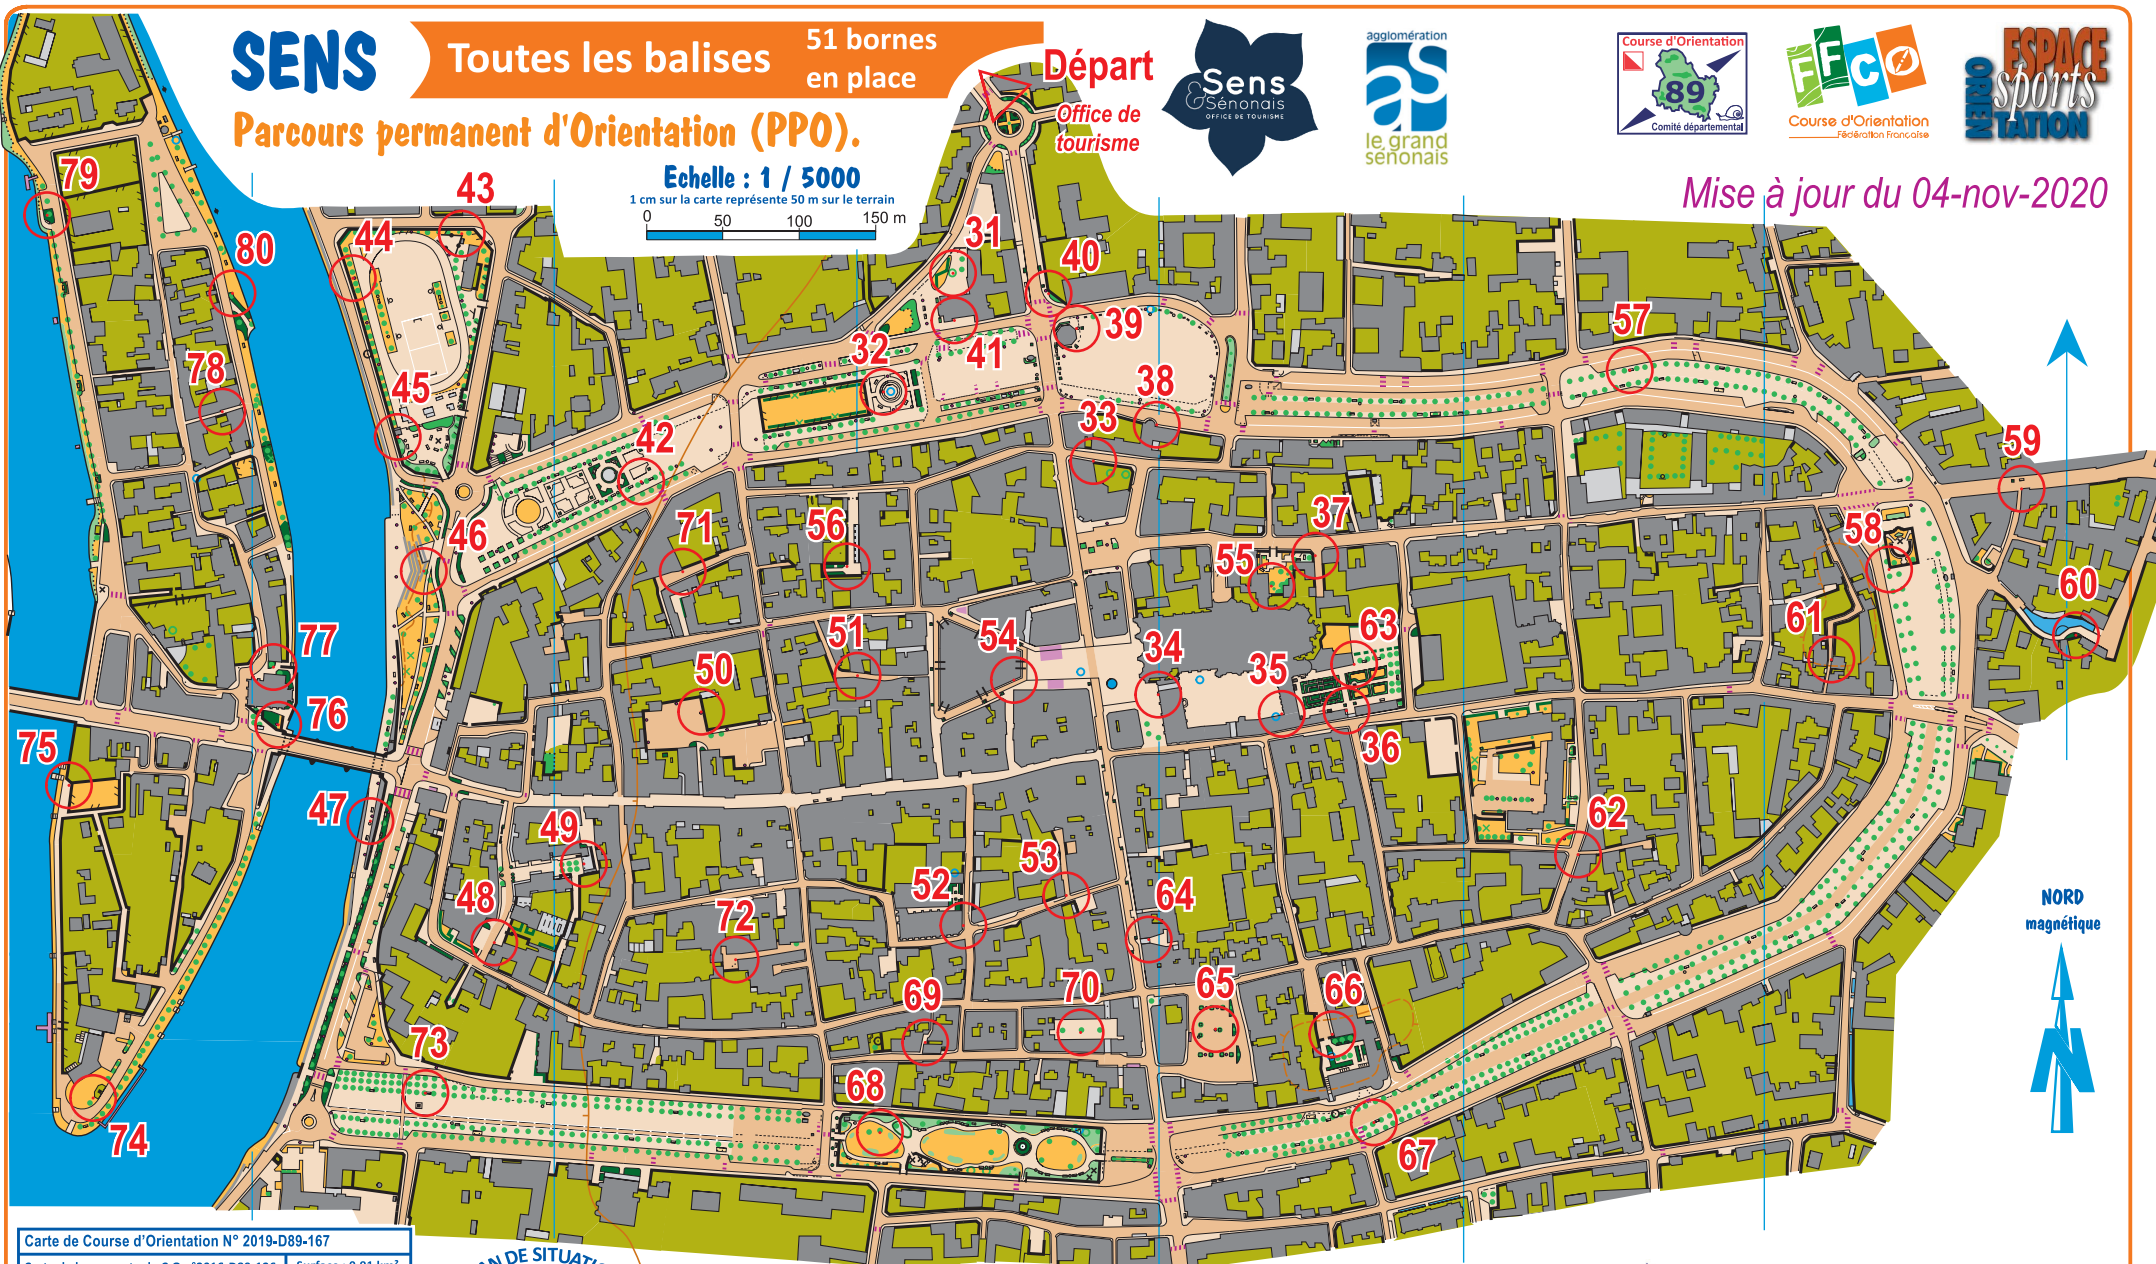 SENS
Toutes les balises
51 bornes
en place
Parcours permanent d'Orientation (PPO).
Echelle : 1 / 5000
1 cm sur la carte représente 50 m sur le terrain
0 50 100 150 m
Départ
Office de
tourisme
Sens
& Sénonais
OFFICE DE TOURISME
agglomération
as
le grand
sénonais
Course d'Orientation
89
Comité départemental
FFCO
Course d'Orientation
Fédération Française
ESPACE
sports
ORIEN
TATION
Mise à jour du 04-nov-2020
79
43
44
80
31
40
39
41
32
57
78
45
38
33
42
59
46
71
56
37
55
58
60
77
51
54
34
63
61
50
35
76
36
75
47
49
62
48
53
52
64
72
69
70
65
66
73
68
74
67
NORD
magnétique
N
Carte de Course d'Orientation N° 2019-D89-167